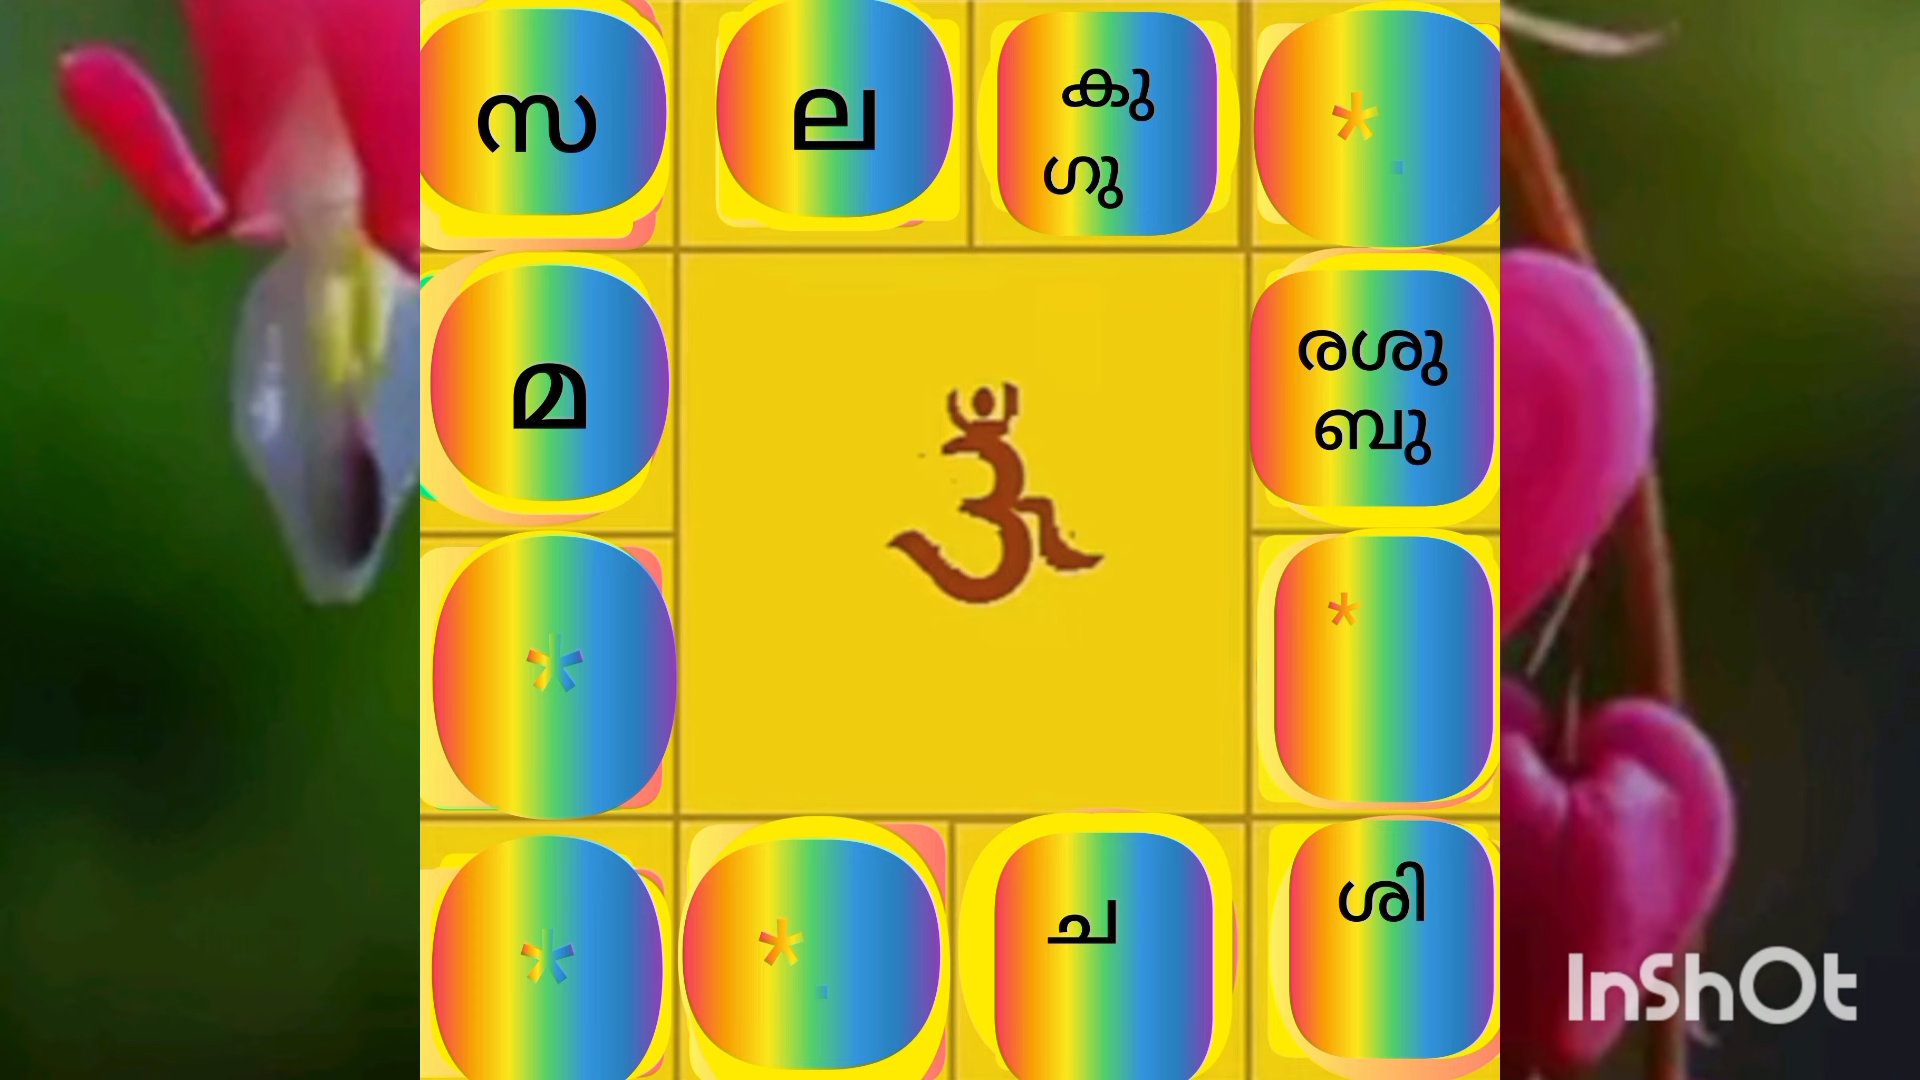 സ
ല
കു
ഗു
*.
മ
ॐ
രശു
ബു
*
*
*
*.
ച
ശി
InShOt